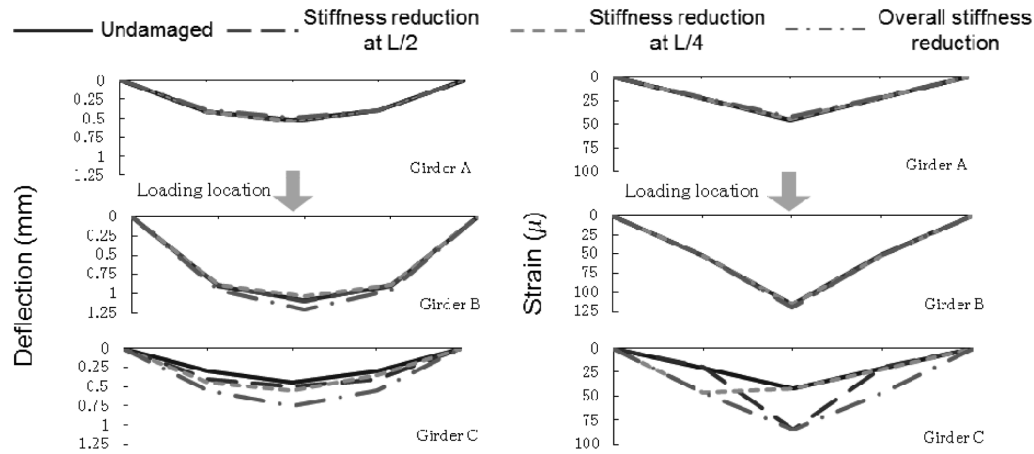 Undamaged
Stiffness reduction
at L/2
Stiffness reduction
at L/4
Overall stiffness
reduction
Deflection (mm)
0
0.25
0.5
0.75
1
1.25
Girdcr A
Loading location
0
0.25
0.5
0.75
1
1.25
Girder B
0
0.25
0.5
0.75
1
1.25
Girder C
Strain (μ)
0
25
50
75
100
Girder A
Loading location
0
25
50
75
100
125
Girder B
0
25
50
75
100
Girder C